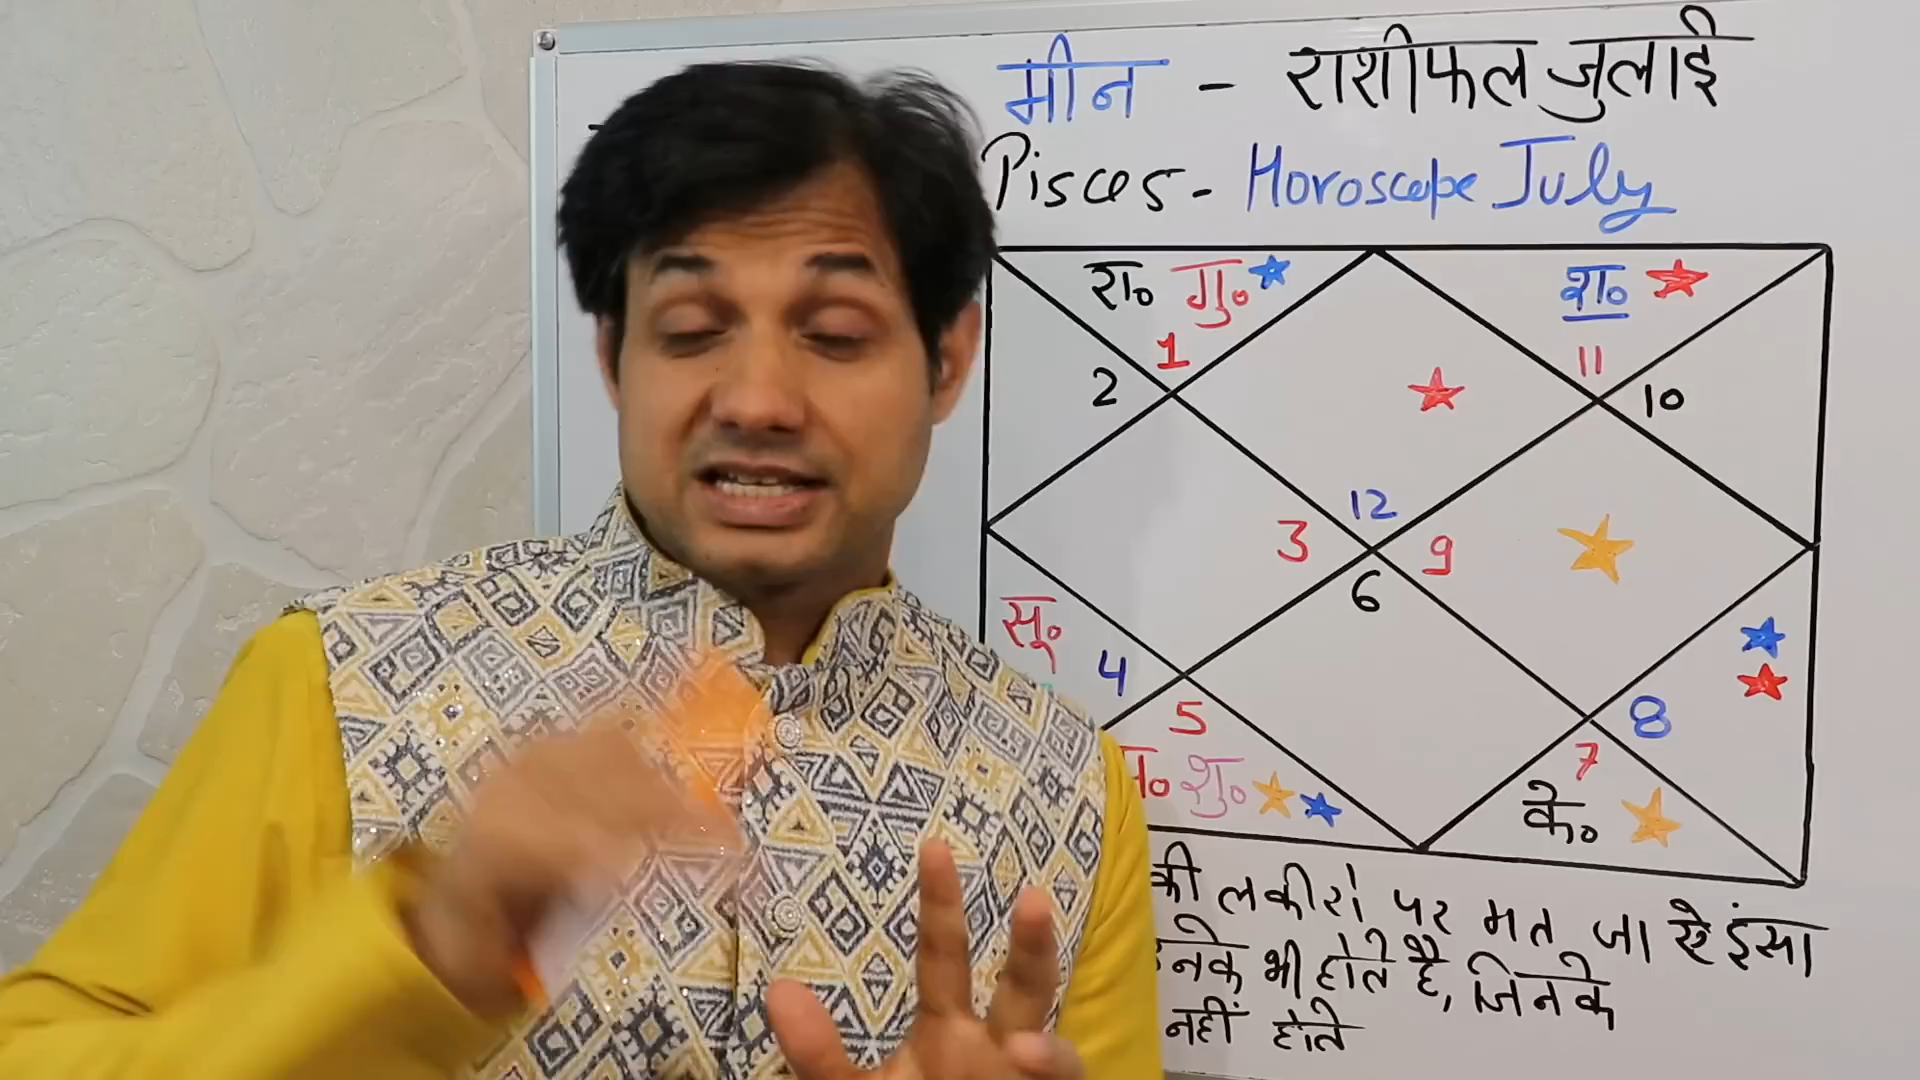 मीन - राशीफल जुलाई
Pisces - Horoscope July
रा० गु०
श०
1
11
2
10
12
3
9
6
सू०
4
8
5
7
शु०
के०
की लकीरों पर मत जा ऐ इंसा
भी होते है, जिनके
नहीं होते